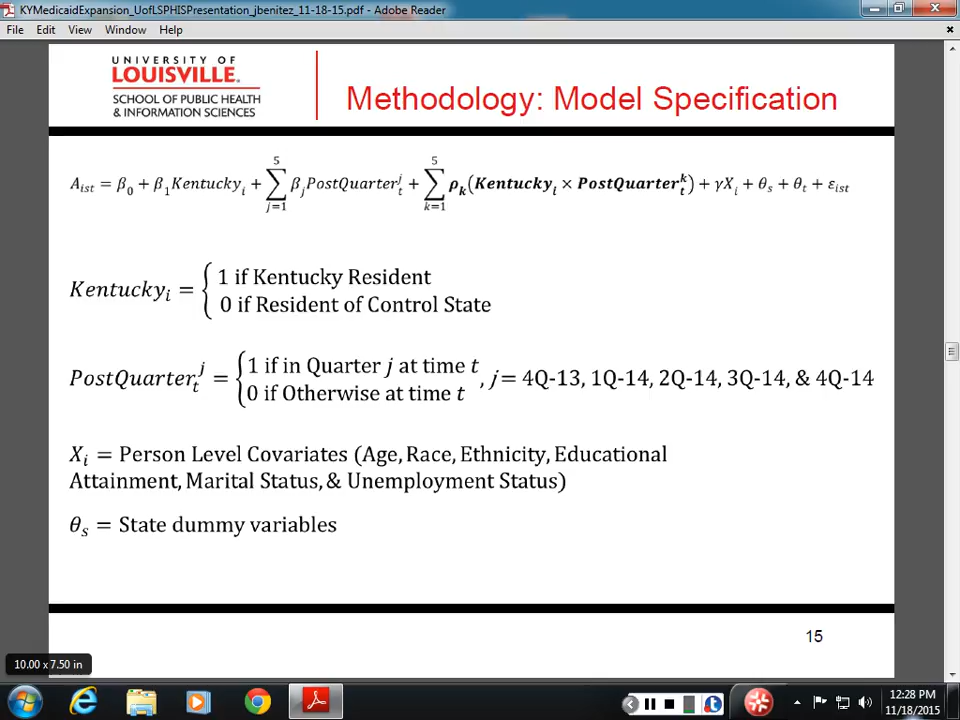 KYMedicaidExpansion_UofLSPHISPresentation_jbenitez_11-18-15.pdf - Adobe Reader
File Edit View Window Help
UNIVERSITY OF
LOUISVILLE.
SCHOOL OF PUBLIC HEALTH
& INFORMATION SCIENCES
Methodology: Model Specification
A_ist = β_0 + β_1 Kentucky_i + ∑_{j=1}^{5} β_j PostQuarter_t^j + ∑_{k=1}^{5} ρ_k(Kentucky_i × PostQuarter_t^k) + γX_i + θ_s + θ_t + ε_ist
Kentucky_i = { 1 if Kentucky Resident
0 if Resident of Control State
PostQuarter_t^j = { 1 if in Quarter j at time t
0 if Otherwise at time t , j = 4Q-13, 1Q-14, 2Q-14, 3Q-14, & 4Q-14
X_i = Person Level Covariates (Age, Race, Ethnicity, Educational
Attainment, Marital Status, & Unemployment Status)
θ_s = State dummy variables
15
10.00 x 7.50 in
12:28 PM
11/18/2015